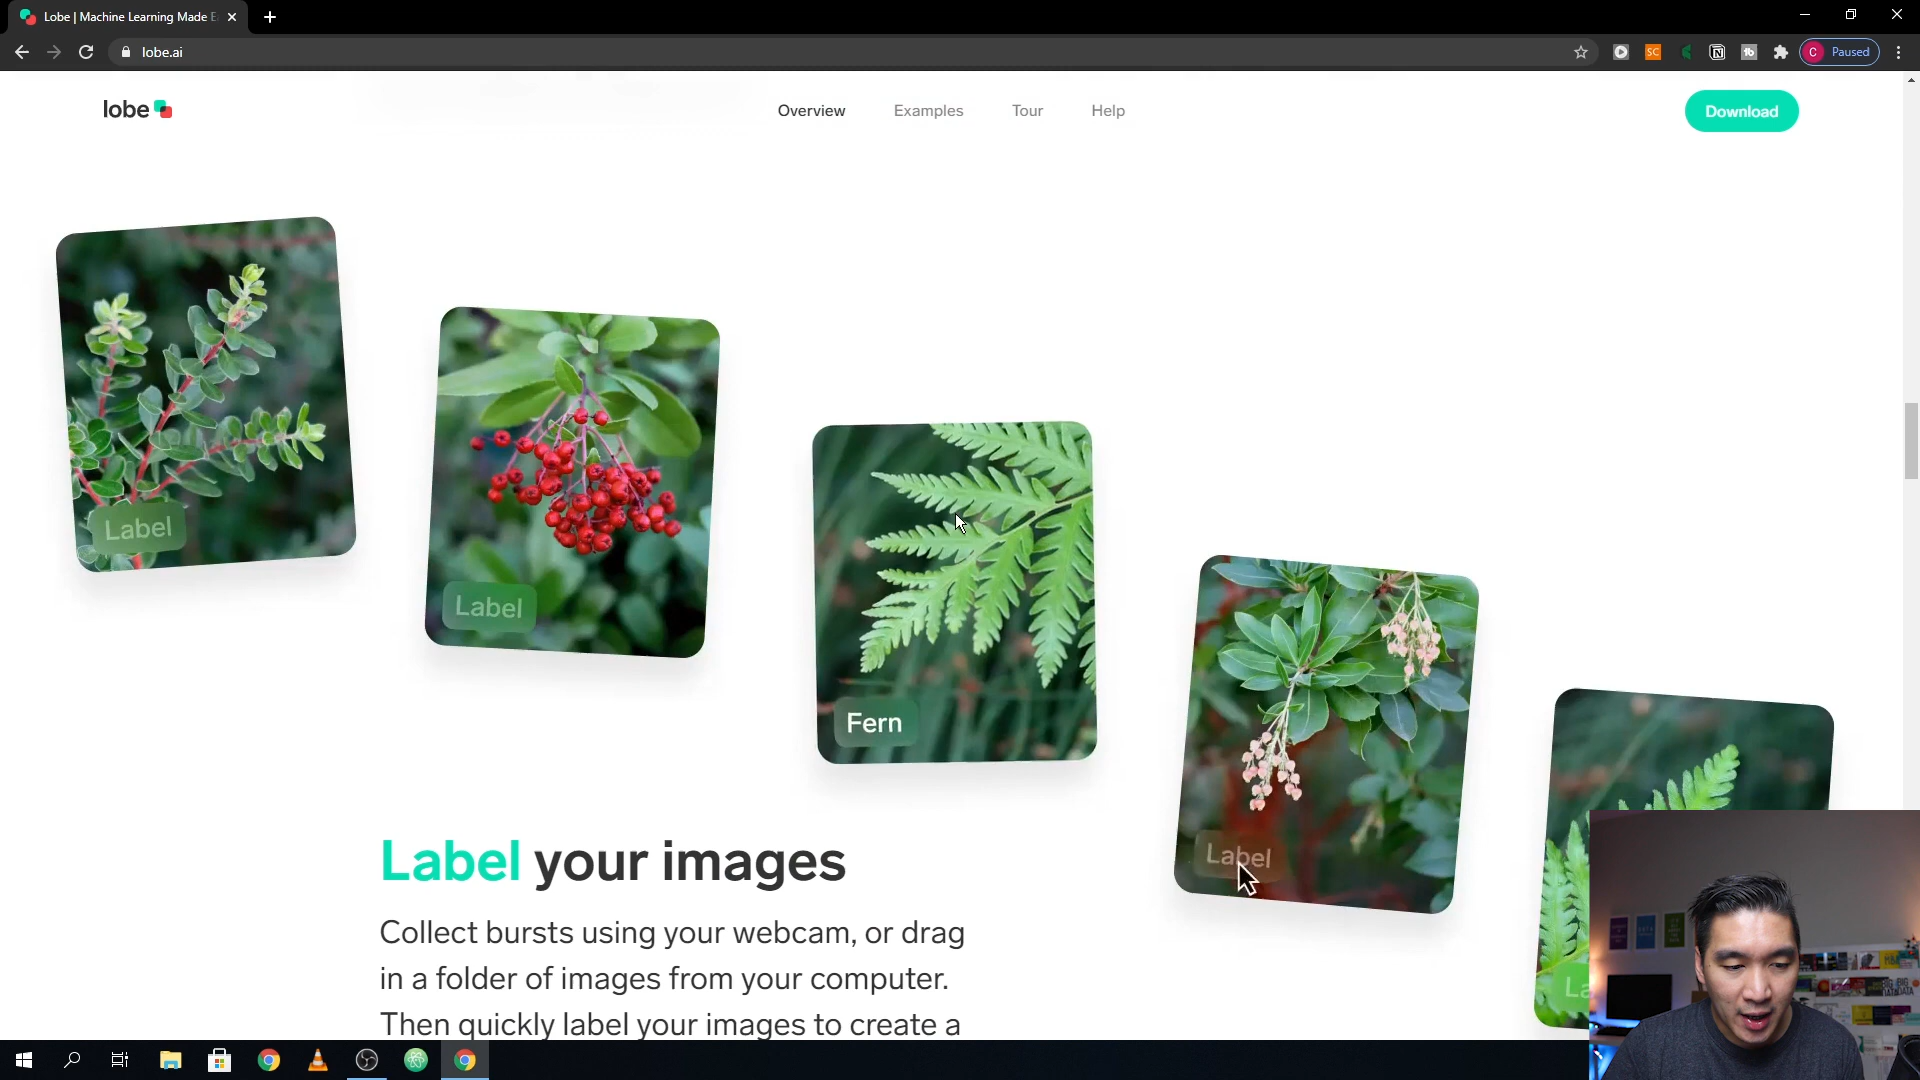 Lobe | Machine Learning Made E
lobe.ai
SC
C Paused
lobe
Overview
Examples
Tour
Help
Download
Label
Label
Fern
Label
Label your images
Collect bursts using your webcam, or drag
in a folder of images from your computer.
Then quickly label your images to create a